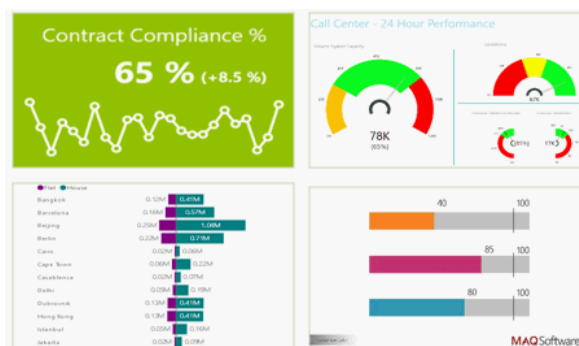 Contract Compliance %
65 % (+8.5 %)
Call Center - 24 Hour Performance
78K
(65%)
Flat House
Bangkok 0.12M 0.41M
Barcelona 0.16M 0.57M
Beijing 0.25M 1.06M
Berlin 0.22M 0.71M
Cairo 0.02M 0.06M
Cape Town 0.06M 0.22M
Casablanca 0.02M 0.07M
Delhi 0.05M 0.19M
Dubrovnik 0.13M 0.41M
Hong Kong 0.13M 0.41M
Istanbul 0.05M 0.16M
Jakarta 0.02M 0.09M
40 100
85 100
80 100
MAQ Software